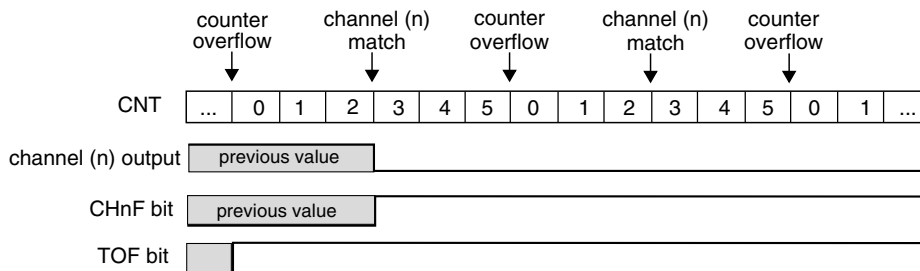 counter overflow
channel (n) match
counter overflow
channel (n) match
counter overflow
CNT ... 0 1 2 3 4 5 0 1 2 3 4 5 0 1 ...
channel (n) output previous value
CHnF bit previous value
TOF bit